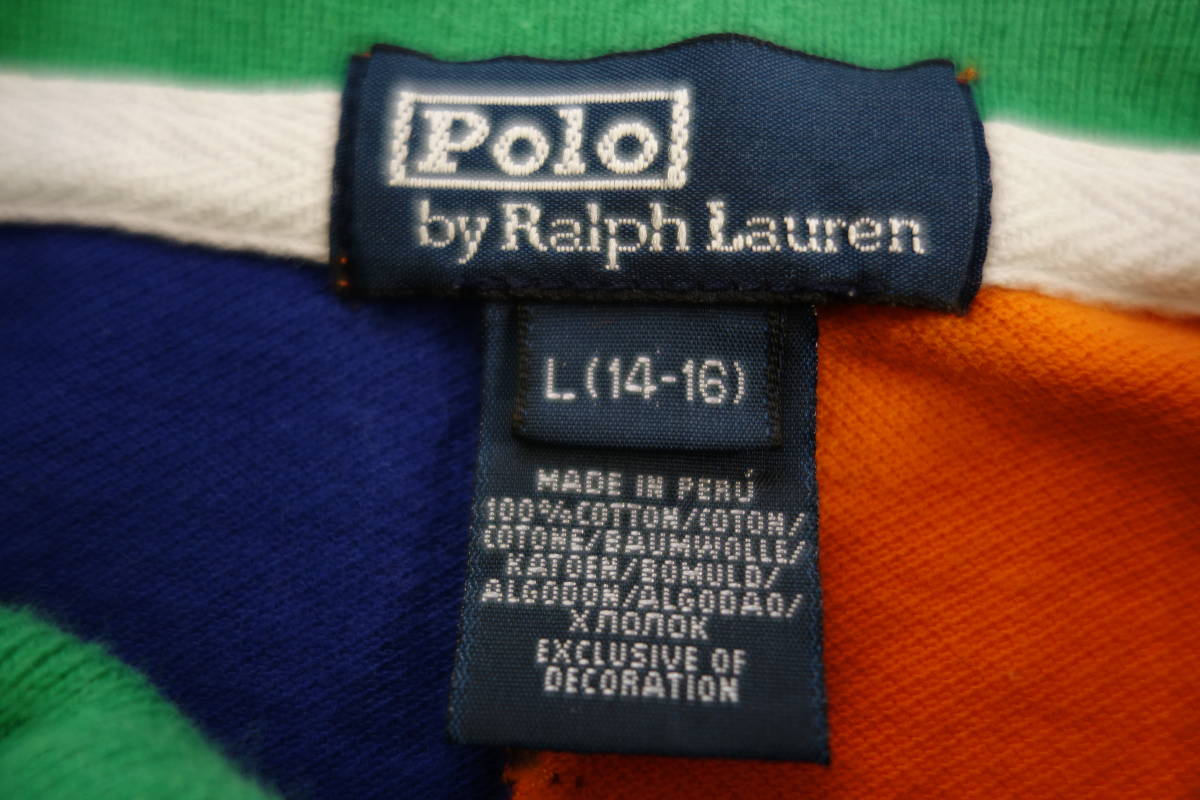 Polo
by Ralph Lauren
L (14-16)
MADE IN PERÚ
100% COTTON/COTON/
COTONE/BAUMWOLLE/
KATOEN/BOMULD/
ALGODON/ALGODAO/
ХЛОПОК
EXCLUSIVE OF
DECORATION